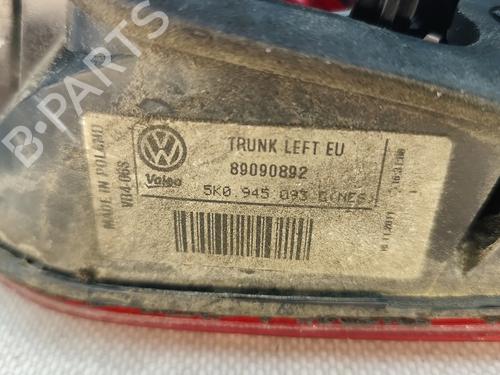 B-PARTS
TRUNK LEFT EU
89090892
Valeo
5K0 945 093
MADE IN POLAND